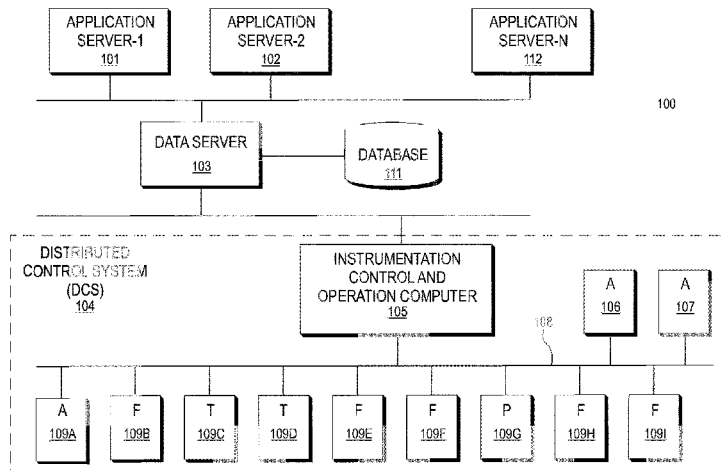 APPLICATION
SERVER-1
101
APPLICATION
SERVER-2
102
APPLICATION
SERVER-N
112
100
DATA SERVER
103
DATABASE
111
DISTRIBUTED
CONTROL SYSTEM
(DCS)
104
INSTRUMENTATION
CONTROL AND
OPERATION COMPUTER
105
A
106
A
107
108
A
109A
F
109B
T
109C
T
109D
F
109E
F
109F
P
109G
F
109H
F
109I